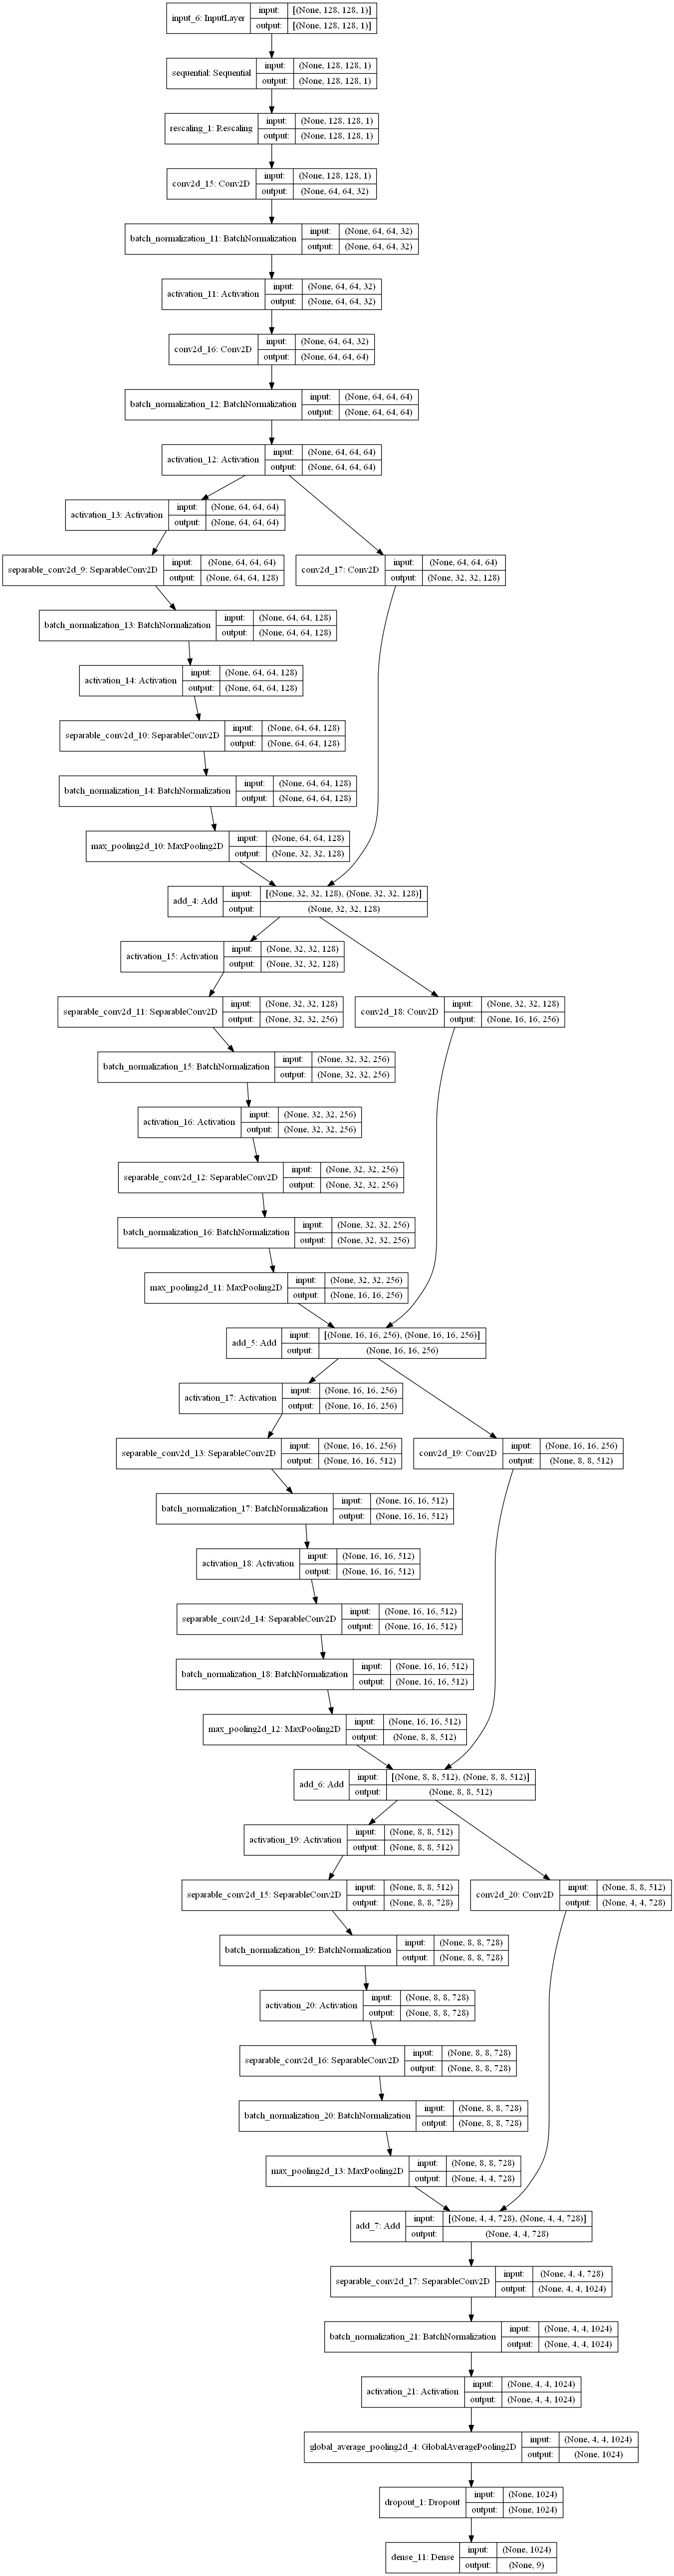 input_6: InputLayer input: [(None, 128, 128, 1)]
output: [(None, 128, 128, 1)]
sequential: Sequential input: (None, 128, 128, 1)
output: (None, 128, 128, 1)
rescaling_1: Rescaling input: (None, 128, 128, 1)
output: (None, 128, 128, 1)
conv2d_15: Conv2D input: (None, 128, 128, 1)
output: (None, 64, 64, 32)
batch_normalization_11: BatchNormalization input: (None, 64, 64, 32)
output: (None, 64, 64, 32)
activation_11: Activation input: (None, 64, 64, 32)
output: (None, 64, 64, 32)
conv2d_16: Conv2D input: (None, 64, 64, 32)
output: (None, 64, 64, 64)
batch_normalization_12: BatchNormalization input: (None, 64, 64, 64)
output: (None, 64, 64, 64)
activation_12: Activation input: (None, 64, 64, 64)
output: (None, 64, 64, 64)
activation_13: Activation input: (None, 64, 64, 64)
output: (None, 64, 64, 64)
separable_conv2d_9: SeparableConv2D input: (None, 64, 64, 64)
output: (None, 64, 64, 128)
conv2d_17: Conv2D input: (None, 64, 64, 64)
output: (None, 32, 32, 128)
batch_normalization_13: BatchNormalization input: (None, 64, 64, 128)
output: (None, 64, 64, 128)
activation_14: Activation input: (None, 64, 64, 128)
output: (None, 64, 64, 128)
separable_conv2d_10: SeparableConv2D input: (None, 64, 64, 128)
output: (None, 64, 64, 128)
batch_normalization_14: BatchNormalization input: (None, 64, 64, 128)
output: (None, 64, 64, 128)
max_pooling2d_10: MaxPooling2D input: (None, 64, 64, 128)
output: (None, 32, 32, 128)
add_4: Add input: [(None, 32, 32, 128), (None, 32, 32, 128)]
output: (None, 32, 32, 128)
activation_15: Activation input: (None, 32, 32, 128)
output: (None, 32, 32, 128)
separable_conv2d_11: SeparableConv2D input: (None, 32, 32, 128)
output: (None, 32, 32, 256)
conv2d_18: Conv2D input: (None, 32, 32, 128)
output: (None, 16, 16, 256)
batch_normalization_15: BatchNormalization input: (None, 32, 32, 256)
output: (None, 32, 32, 256)
activation_16: Activation input: (None, 32, 32, 256)
output: (None, 32, 32, 256)
separable_conv2d_12: SeparableConv2D input: (None, 32, 32, 256)
output: (None, 32, 32, 256)
batch_normalization_16: BatchNormalization input: (None, 32, 32, 256)
output: (None, 32, 32, 256)
max_pooling2d_11: MaxPooling2D input: (None, 32, 32, 256)
output: (None, 16, 16, 256)
add_5: Add input: [(None, 16, 16, 256), (None, 16, 16, 256)]
output: (None, 16, 16, 256)
activation_17: Activation input: (None, 16, 16, 256)
output: (None, 16, 16, 256)
separable_conv2d_13: SeparableConv2D input: (None, 16, 16, 256)
output: (None, 16, 16, 512)
conv2d_19: Conv2D input: (None, 16, 16, 256)
output: (None, 8, 8, 512)
batch_normalization_17: BatchNormalization input: (None, 16, 16, 512)
output: (None, 16, 16, 512)
activation_18: Activation input: (None, 16, 16, 512)
output: (None, 16, 16, 512)
separable_conv2d_14: SeparableConv2D input: (None, 16, 16, 512)
output: (None, 16, 16, 512)
batch_normalization_18: BatchNormalization input: (None, 16, 16, 512)
output: (None, 16, 16, 512)
max_pooling2d_12: MaxPooling2D input: (None, 16, 16, 512)
output: (None, 8, 8, 512)
add_6: Add input: [(None, 8, 8, 512), (None, 8, 8, 512)]
output: (None, 8, 8, 512)
activation_19: Activation input: (None, 8, 8, 512)
output: (None, 8, 8, 512)
separable_conv2d_15: SeparableConv2D input: (None, 8, 8, 512)
output: (None, 8, 8, 728)
conv2d_20: Conv2D input: (None, 8, 8, 512)
output: (None, 4, 4, 728)
batch_normalization_19: BatchNormalization input: (None, 8, 8, 728)
output: (None, 8, 8, 728)
activation_20: Activation input: (None, 8, 8, 728)
output: (None, 8, 8, 728)
separable_conv2d_16: SeparableConv2D input: (None, 8, 8, 728)
output: (None, 8, 8, 728)
batch_normalization_20: BatchNormalization input: (None, 8, 8, 728)
output: (None, 8, 8, 728)
max_pooling2d_13: MaxPooling2D input: (None, 8, 8, 728)
output: (None, 4, 4, 728)
add_7: Add input: [(None, 4, 4, 728), (None, 4, 4, 728)]
output: (None, 4, 4, 728)
separable_conv2d_17: SeparableConv2D input: (None, 4, 4, 728)
output: (None, 4, 4, 1024)
batch_normalization_21: BatchNormalization input: (None, 4, 4, 1024)
output: (None, 4, 4, 1024)
activation_21: Activation input: (None, 4, 4, 1024)
output: (None, 4, 4, 1024)
global_average_pooling2d_4: GlobalAveragePooling2D input: (None, 4, 4, 1024)
output: (None, 1024)
dropout_1: Dropout input: (None, 1024)
output: (None, 1024)
dense_11: Dense input: (None, 1024)
output: (None, 9)